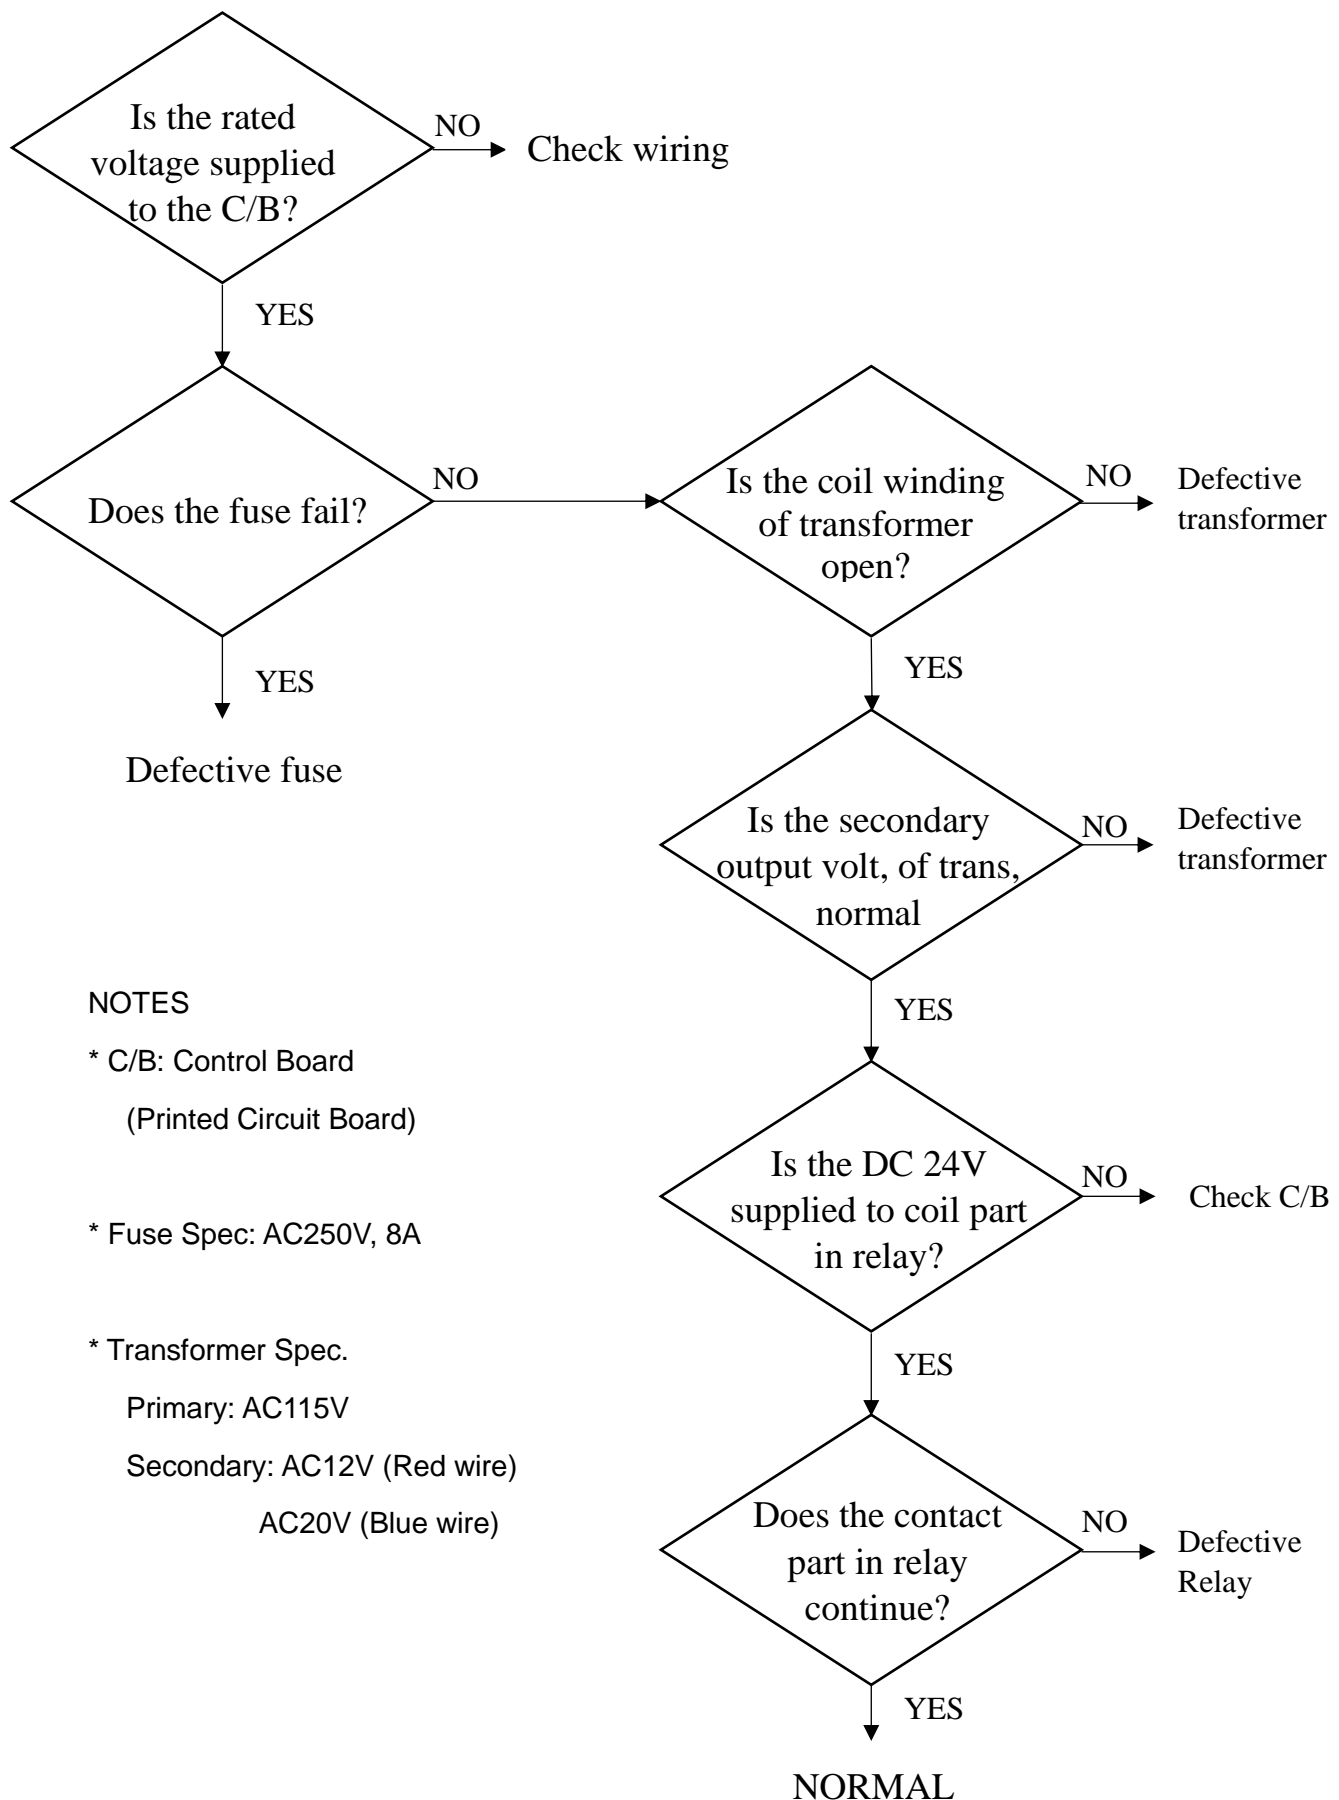 Is the rated
voltage supplied
to the C/B?
NO
Check wiring
YES
Does the fuse fail?
NO
Is the coil winding
of transformer
open?
NO
Defective
transformer
YES
Defective fuse
YES
Is the secondary
output volt, of trans,
normal
NO
Defective
transformer
YES
Is the DC 24V
supplied to coil part
in relay?
NO
Check C/B
YES
Does the contact
part in relay
continue?
NO
Defective
Relay
YES
NORMAL
NOTES
* C/B: Control Board
(Printed Circuit Board)
* Fuse Spec: AC250V, 8A
* Transformer Spec.
Primary: AC115V
Secondary: AC12V (Red wire)
AC20V (Blue wire)